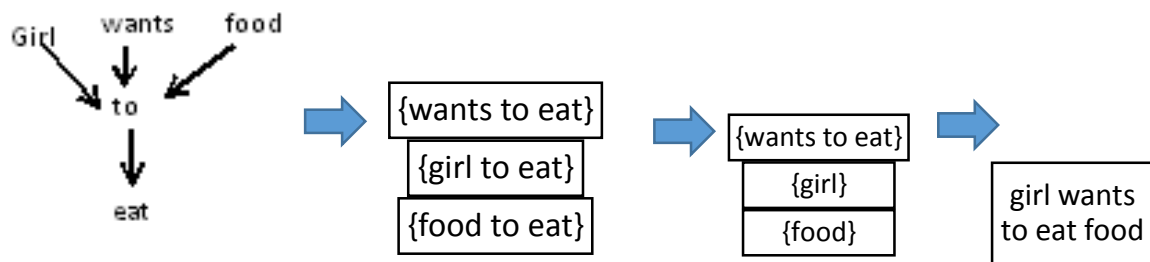 Girl wants food
to
eat
{wants to eat}
{girl to eat}
{food to eat}
{wants to eat}
{girl}
{food}
girl wants
to eat food